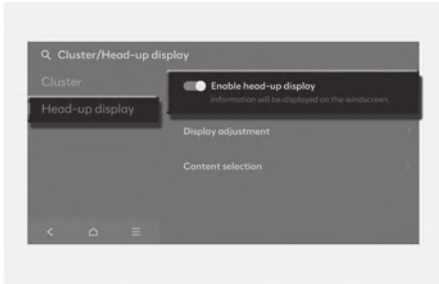 Cluster/Head-up display
Cluster
Head-up display
Enable head-up display
Information will be displayed on the windscreen.
Display adjustment
Content selection